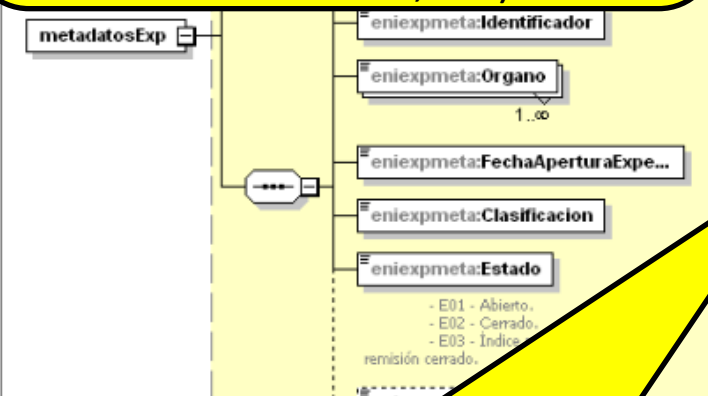 eniexpmeta:Identificador
metadatosExp
eniexpmeta:Organo
1..∞
eniexpmeta:FechaAperturaExpe...
eniexpmeta:Clasificacion
eniexpmeta:Estado
- E01 - Abierto.
- E02 - Cerrado.
- E03 - Índice
remisión cerrado.